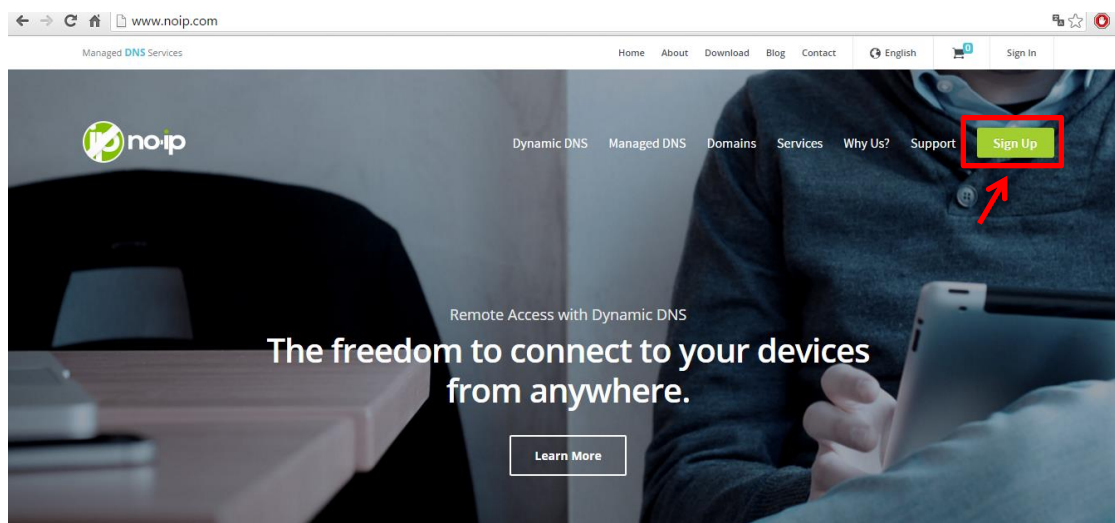 www.noip.com
Managed DNS Services
Home About Download Blog Contact English 0 Sign In
no·ip
Dynamic DNS Managed DNS Domains Services Why Us? Support Sign Up
Remote Access with Dynamic DNS
The freedom to connect to your devices
from anywhere.
Learn More